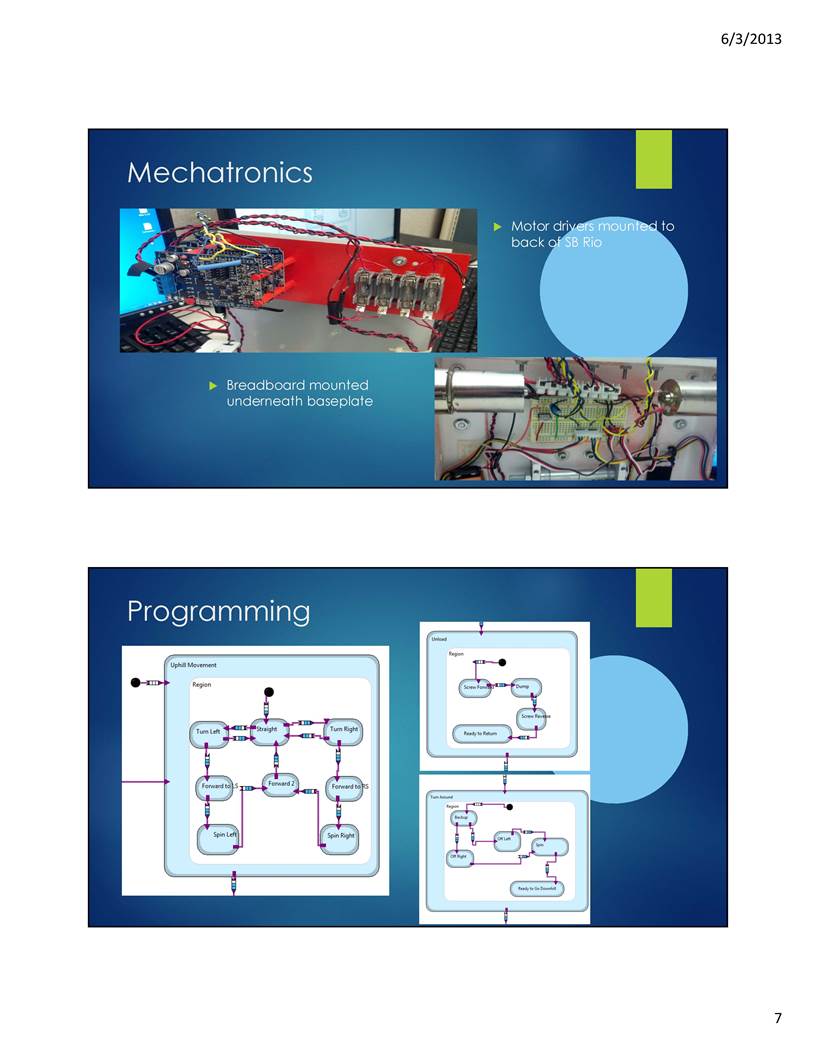 6/3/2013
Mechatronics
Motor drivers mounted to
back of SB Rio
Breadboard mounted
underneath baseplate
Programming
Uphill Movement
Region
Turn Left
Straight
Turn Right
Forward to LS
Forward 2
Forward to RS
Spin Left
Spin Right
Unload
Region
Screw Forward
Dump
Screw Reverse
Ready to Return
Turn Around
Region
Backup
Off Left
Spin
Off Right
Ready to Go Downhill
7